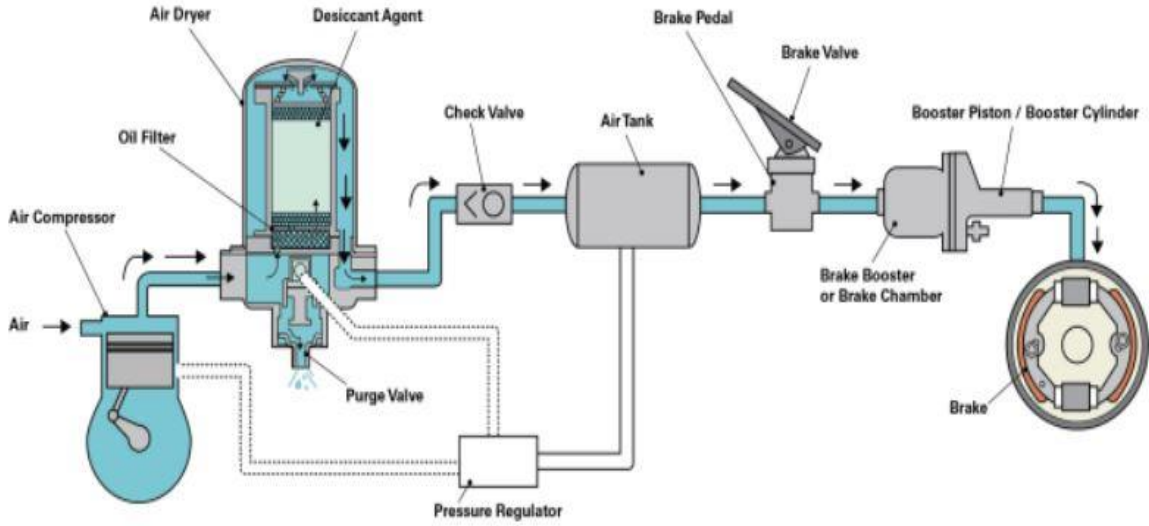 Air Dryer
Desiccant Agent
Brake Pedal
Brake Valve
Check Valve
Air Tank
Booster Piston / Booster Cylinder
Oil Filter
Air Compressor
Brake Booster
or Brake Chamber
Air
Purge Valve
Brake
Pressure Regulator